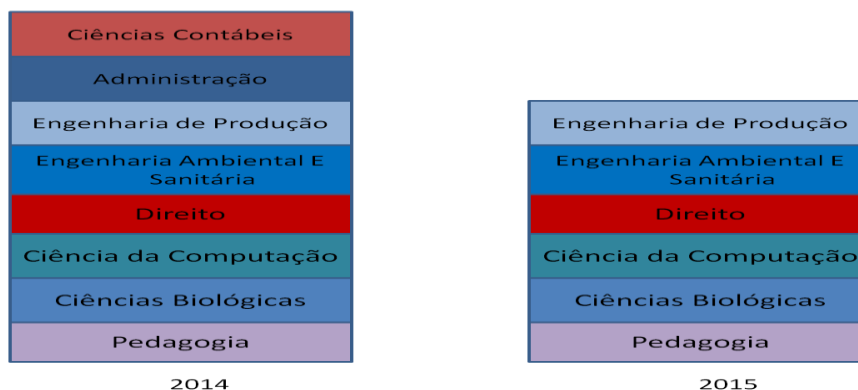 Ciências Contábeis
Administração
Engenharia de Produção
Engenharia Ambiental E
Sanitária
Direito
Ciência da Computação
Ciências Biológicas
Pedagogia
2014
Engenharia de Produção
Engenharia Ambiental E
Sanitária
Direito
Ciência da Computação
Ciências Biológicas
Pedagogia
2015